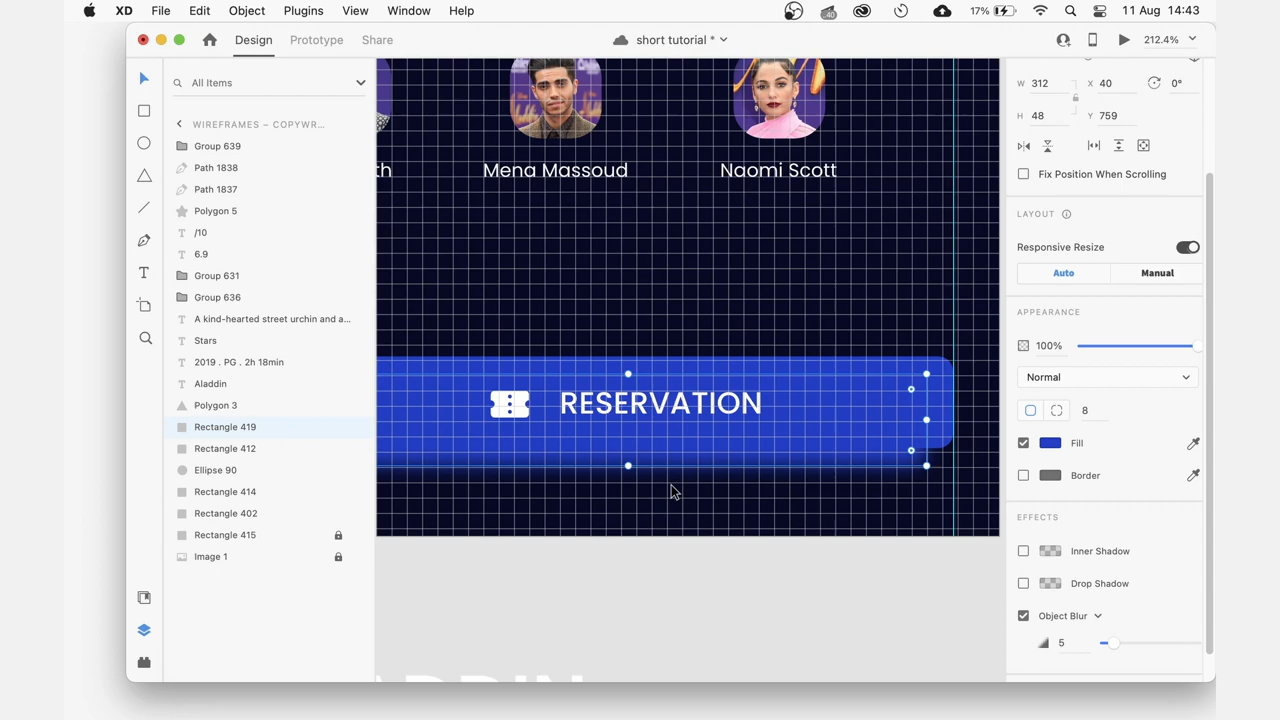 XD File Edit Object Plugins View Window Help .40 17% 11 Aug 14:43
Design Prototype Share short tutorial * 212.4%
All Items
WIREFRAMES – COPYWR...
Group 639
Path 1838
Path 1837
Polygon 5
/10
6.9
Group 631
Group 636
A kind-hearted street urchin and a...
Stars
2019 . PG . 2h 18min
Aladdin
Polygon 3
Rectangle 419
Rectangle 412
Ellipse 90
Rectangle 414
Rectangle 402
Rectangle 415
Image 1
th Mena Massoud Naomi Scott
RESERVATION
W 312 X 40 0°
H 48 Y 759
Fix Position When Scrolling
LAYOUT
Responsive Resize
Auto Manual
APPEARANCE
100%
Normal
8
Fill
Border
EFFECTS
Inner Shadow
Drop Shadow
Object Blur
5